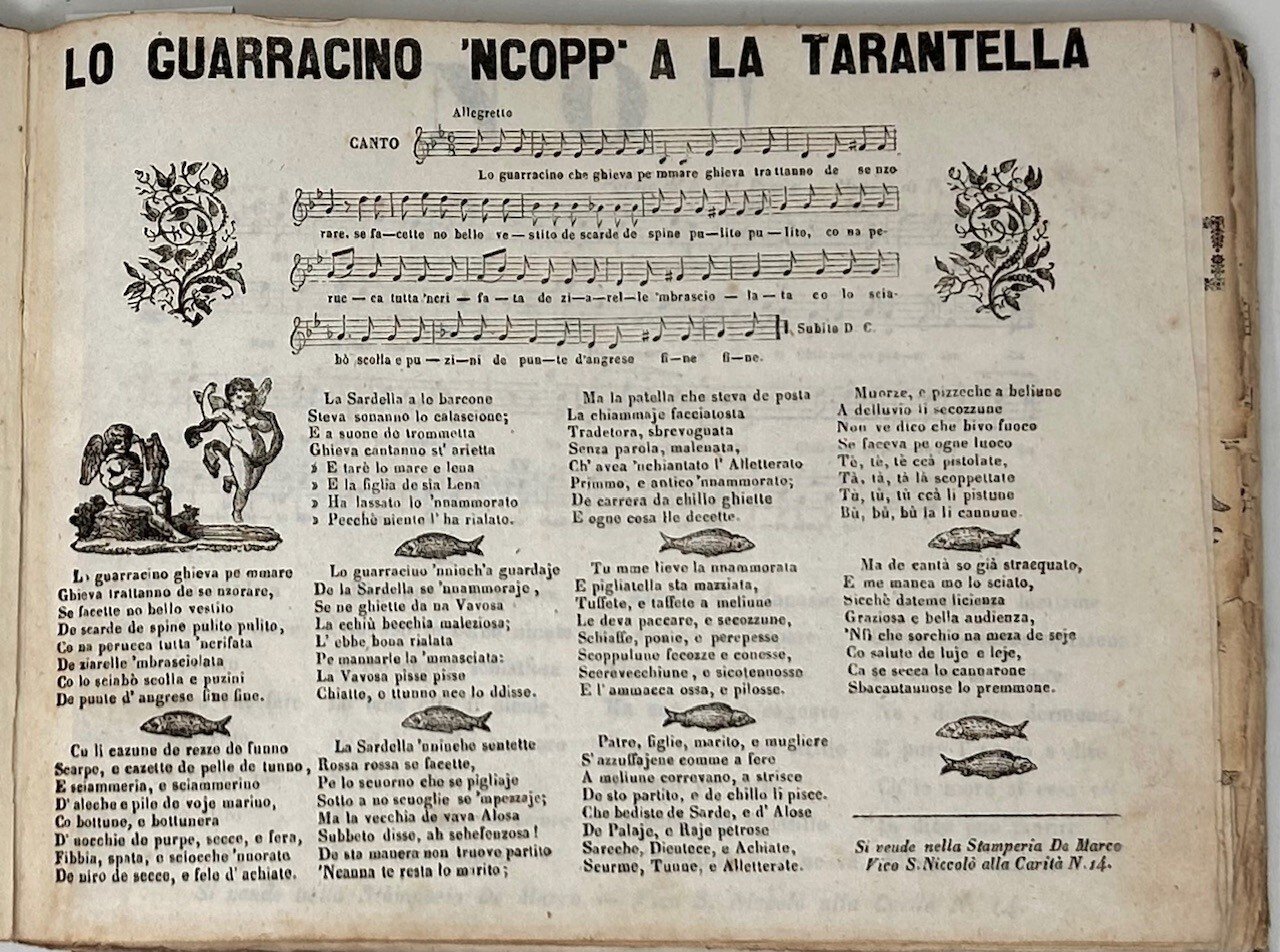 LO GUARRACINO 'NCOPP' A LA TARANTELLA
Allegretto
CANTO
Lo guarracino che ghieva pe mmare ghieva trattanno de se nzo
rare. se fa—cette no bello ve—stito de scarde de spine pu—lito pu—lito, co na pe-
rue—ca tutta 'ncri—fa—ta de zi—a—rel—le 'mbrascio—la—ta co lo scia-
bò scolla e pu—zi—ni de pun—te d'angrese fi—ne fi—ne.
Subito D C.
Lo guarracino ghieva pe mmare
Ghieva trattanno de se nzorare,
Se facette no bello vestito
De scarde de spine pulito pulito,
Co na perucca tutta 'ncrifata
De ziarelle 'mbrasciolata
Co lo sciabò scolla e puzini
De punte d'angrese fine fine.
Cu li cazune de rezze de funno
Scarpe, e cazette de pelle de tunno,
E sciammeria, e sciammerino
D'aleche e pile de voje marino,
Co bottune, e bottunera
D'uocchie de purpe, secce, e fera,
Fibbia, spata, e sciocche 'nnorate
De niro de secce, e fele d'achiate.
La Sardella a lo barcone
Steva sonanno lo calascione;
E a suone de trommetta
Ghieva cantanno st' arietta
» E tarè lo mare e lena
» E la figlia de sia Lena
» Ha lassato lo 'nnammorato
» Pecchè niente l' ha rialato.
Lo guarracino 'nnioch'a guardaje
De la Sardella se 'nnammoraje,
Se ne ghiette da na Vavosa
La cchiù becchia maleziosa;
L' ebbe bona rialata
Pe mannarle la 'mmasciata:
La Vavosa pisse pisse
Chiatto, e ttunno nce lo ddisse.
La Sardella 'nniuche sentette
Rossa rossa se facette,
Pe lo scuorno che se pigliaje
Sotto a no scuoglie se 'mpezzaje;
Ma la vecchia de vava Alosa
Subbeto disse, ah schefenzosa!
De sta manera non truove partito
'Ncanna te resta lo marito;
Ma la patella che steva de posta
La chiammaje facciatosta
Tradetora, sbrevognata
Senza parola, malenata,
Ch' avea 'nchiantato l' Alletterato
Primmo, e antico 'nnammorato;
De carrera da chillo ghiette
E ogne cosa lle decette.
Tu mme lieve la nnammorata
E pigliatella sta mazziata,
Tuffete, e taffete a meliune
Le deva paccare, e secozzune,
Schiaffe, ponie, e perepesse
Scoppulune fecozze e conesse,
Scerevecchiune, e sicotennosse
E l' ammacca ossa, e pilosse.
Patre, figlie, marito, e mugliere
S'azzuffajene comme a fere
A meliune correvano, a strisce
De sto partito, e de chillo li pisce.
Che bediste de Sarde, e d' Alose
De Palaje, e Raje petrose
Sareche, Dientece, e Achiate,
Scurme, Tunne, e Alletterate.
Muorze, e pizzeche a beliune
A delluvio li secozzune
Non ve dico che bivo fuoco
Se faceva pe ogne luoco
Tè, tè, tè ccà pistolate,
Tà, tà, tà là scoppettate
Tù, tù, tù ccà li pistune
Bù, bù, bù la li cannune.
Ma de cantà so già stracquato,
E me manca mo lo sciato,
Sicchè dateme licienza
Graziosa e bella audienza,
'Nfi che sorchio na meza de seje
Co salute de luje e leje,
Ca se secca lo cannarone
Sbacantannose lo premmone.
Si vende nella Stamperia De Marco
Vico S. Niccolò alla Carità N. 14.